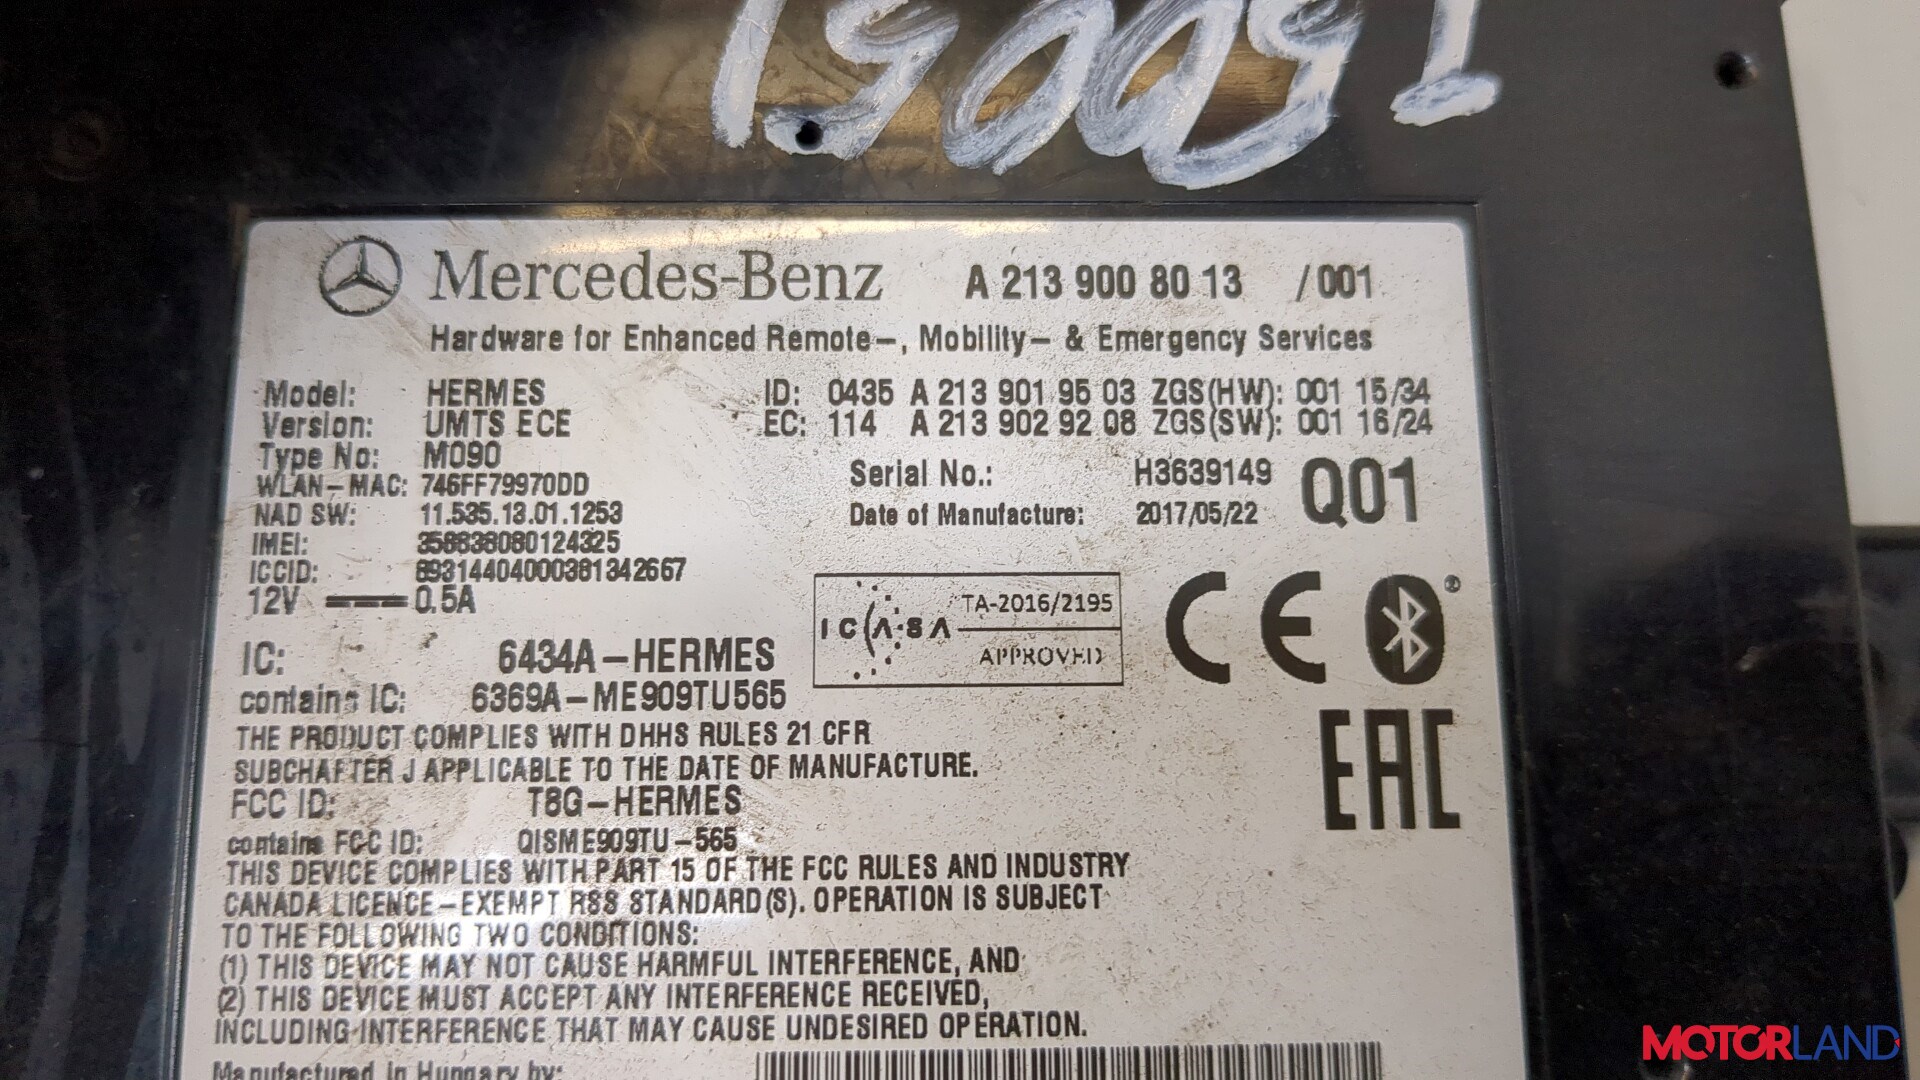 15005I
Mercedes-Benz A 213 900 80 13 /001
Hardware for Enhanced Remote-, Mobility- & Emergency Services
Model: HERMES ID: 0435 A 213 901 95 03 ZGS(HW): 001 15/34
Version: UMTS ECE EC: 114 A 213 902 92 08 ZGS(SW): 001 16/24
Type No: M090
Serial No.: H3639149 Q01
WLAN-MAC: 746FF79970DD
NAD SW: 11.535.13.01.1253
Date of Manufacture: 2017/05/22
IMEI: 356838080124325
ICCID: 89314404000381342667
12V 0.5A
ICASA TA-2016/2195
APPROVED
CE
IC: 6434A-HERMES
contains IC: 6369A-ME909TU565
EAC
THE PRODUCT COMPLIES WITH DHHS RULES 21 CFR
SUBCHAFTER J APPLICABLE TO THE DATE OF MANUFACTURE.
FCC ID: T8G-HERMES
contains FCC ID: QISME909TU-565
THIS DEVICE COMPLIES WITH PART 15 OF THE FCC RULES AND INDUSTRY
CANADA LICENCE-EXEMPT RSS STANDARD(S). OPERATION IS SUBJECT
TO THE FOLLOWING TWO CONDITIONS:
(1) THIS DEVICE MAY NOT CAUSE HARMFUL INTERFERENCE, AND
(2) THIS DEVICE MUST ACCEPT ANY INTERFERENCE RECEIVED,
INCLUDING INTERFERENCE THAT MAY CAUSE UNDESIRED OPERATION.
Manufactured in Hungary by:
MOTORLAND